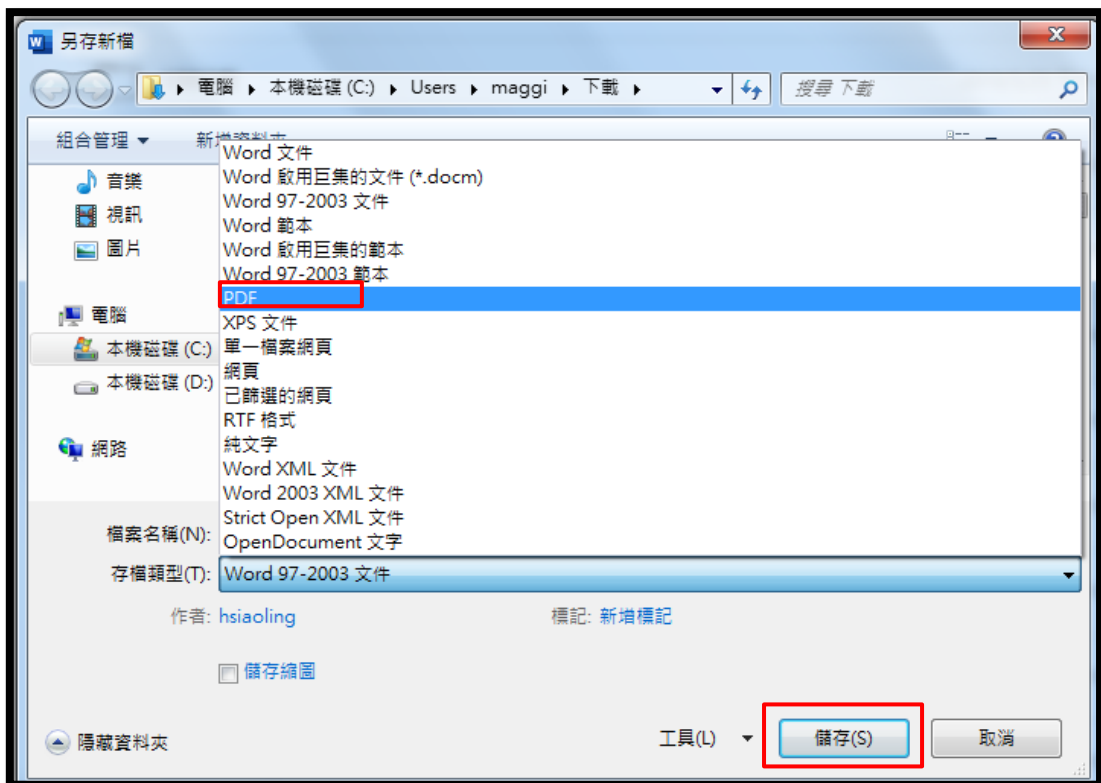 另存新檔
電腦 本機磁碟 (C:) Users maggi 下載
搜尋 下載
組合管理
Word 文件
音樂
Word 啟用巨集的文件 (*.docm)
Word 97-2003 文件
視訊
Word 範本
圖片
Word 啟用巨集的範本
Word 97-2003 範本
PDF
電腦
XPS 文件
本機磁碟 (C:)
單一檔案網頁
網頁
本機磁碟 (D:)
已篩選的網頁
RTF 格式
網路
純文字
Word XML 文件
Word 2003 XML 文件
Strict Open XML 文件
檔案名稱(N):
OpenDocument 文字
存檔類型(T): Word 97-2003 文件
作者: hsiaoling 標記: 新增標記
儲存縮圖
隱藏資料夾 工具(L) 儲存(S) 取消